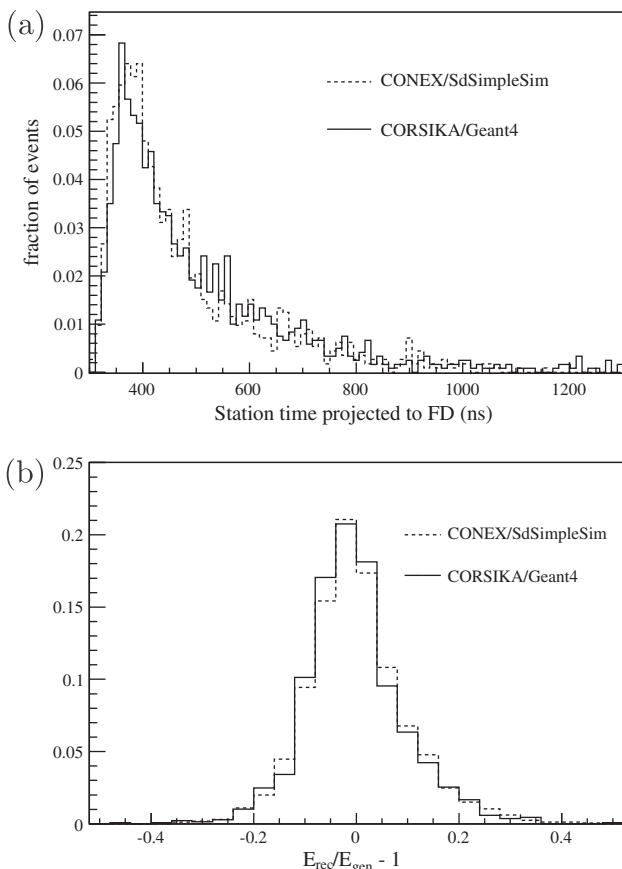 (a)
0.07
0.06
0.05
0.04
0.03
0.02
0.01
0
fraction of events
CONEX/SdSimpleSim
CORSIKA/Geant4
400
600
800
1000
1200
Station time projected to FD (ns)
(b)
0.25
0.2
0.15
0.1
0.05
0
CONEX/SdSimpleSim
CORSIKA/Geant4
-0.4
-0.2
0
0.2
0.4
E_rec/E_gen - 1